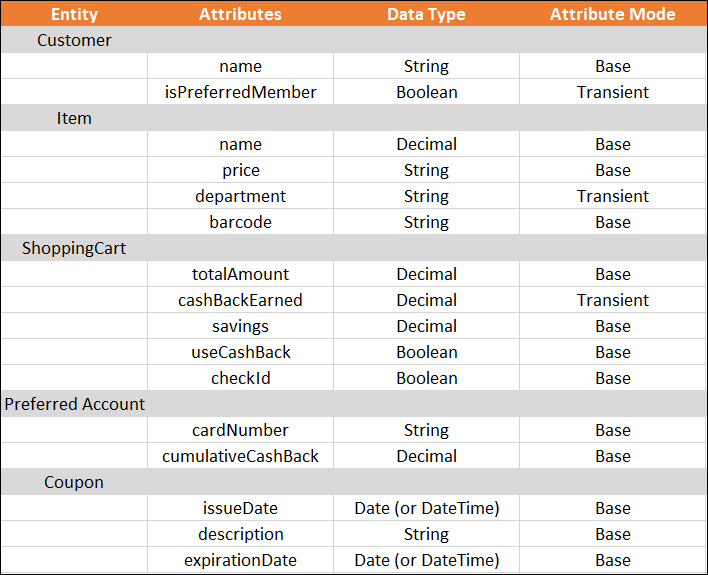 Entity Attributes Data Type Attribute Mode
Customer
name String Base
isPreferredMember Boolean Transient
Item
name Decimal Base
price String Base
department String Transient
barcode String Base
ShoppingCart
totalAmount Decimal Base
cashBackEarned Decimal Transient
savings Decimal Base
useCashBack Boolean Base
checkId Boolean Base
Preferred Account
cardNumber String Base
cumulativeCashBack Decimal Base
Coupon
issueDate Date (or DateTime) Base
description String Base
expirationDate Date (or DateTime) Base